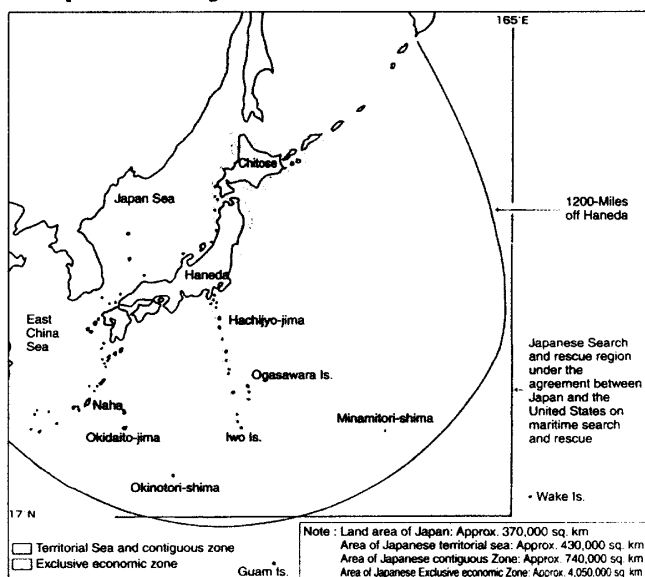 165°E
Chitose
Japan Sea
1200-Miles
off Haneda
Haneda
East
China
Sea
Hachijyo-jima
Japanese Search
and rescue region
under the
agreement between
Japan and the
United States on
maritime search
and rescue
Ogasawara Is.
Naha
Minamitori-shima
Okidaito-jima
Iwo Is.
Okinotori-shima
Wake Is.
17 N
Note : Land area of Japan: Approx. 370,000 sq. km
Area of Japanese territorial sea: Approx. 430,000 sq. km
Area of Japanese contiguous Zone: Approx. 740,000 sq. km
Area of Japanese Exclusive economic Zone: Aporx. 4,050,000 sq. km
Territorial Sea and contiguous zone
Exclusive economic zone
Guam Is.